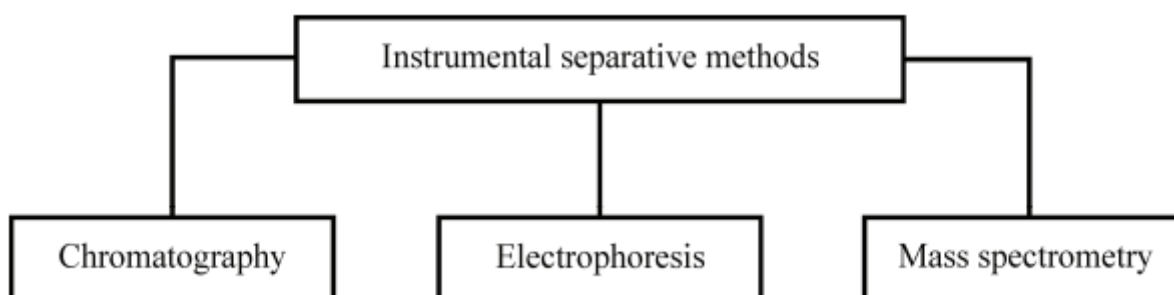 Instrumental separative methods
Chromatography
Electrophoresis
Mass spectrometry